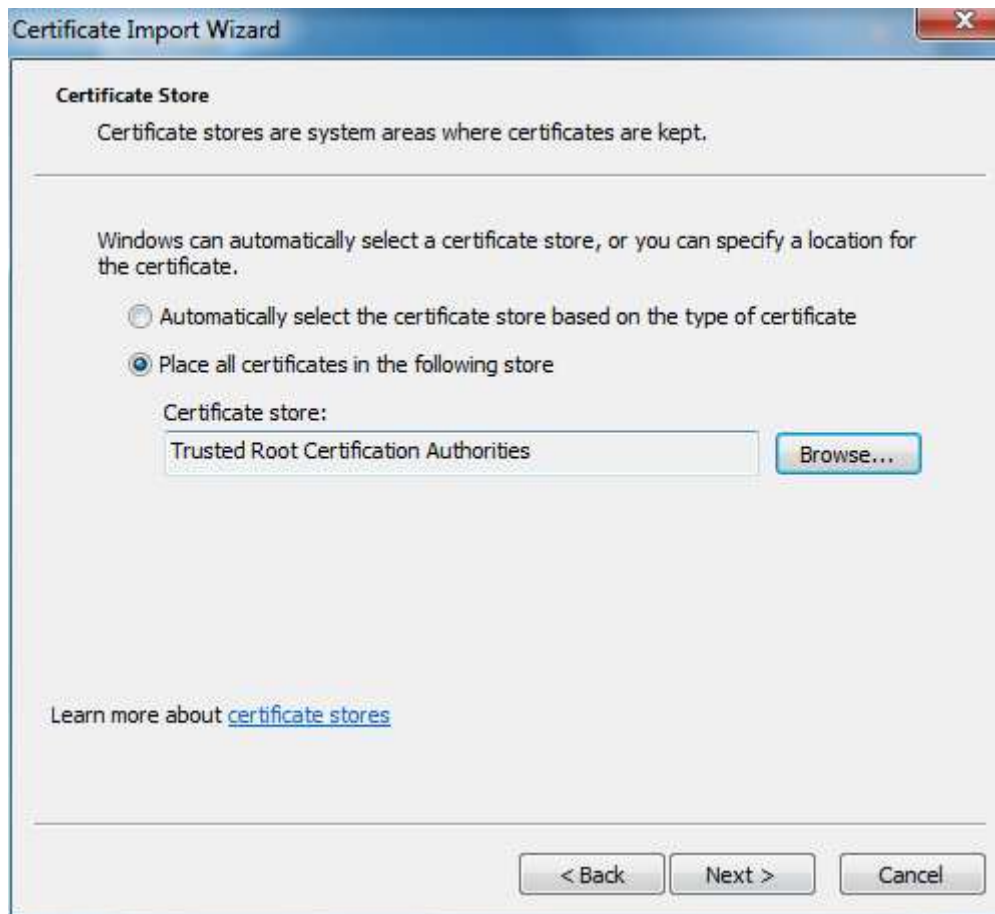 Certificate Import Wizard
Certificate Store
Certificate stores are system areas where certificates are kept.
Windows can automatically select a certificate store, or you can specify a location for
the certificate.
Automatically select the certificate store based on the type of certificate
Place all certificates in the following store
Certificate store:
Trusted Root Certification Authorities
Browse...
Learn more about certificate stores
< Back
Next >
Cancel